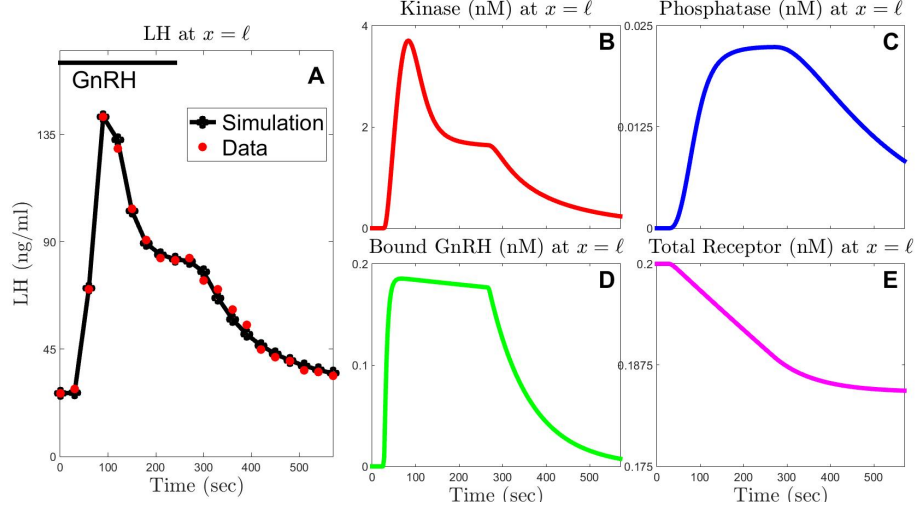 LH at x = ℓ
A
GnRH
Simulation
Data
135
90
45
0
LH (ng/ml)
0 100 200 300 400 500
Time (sec)
Kinase (nM) at x = ℓ
B
4
2
0
Phosphatase (nM) at x = ℓ
C
0.025
0.0125
0
Bound GnRH (nM) at x = ℓ
D
0.2
0.1
0
0 100 200 300 400 500
Time (sec)
Total Receptor (nM) at x = ℓ
E
0.2
0.1875
0.175
0 100 200 300 400 500
Time (sec)